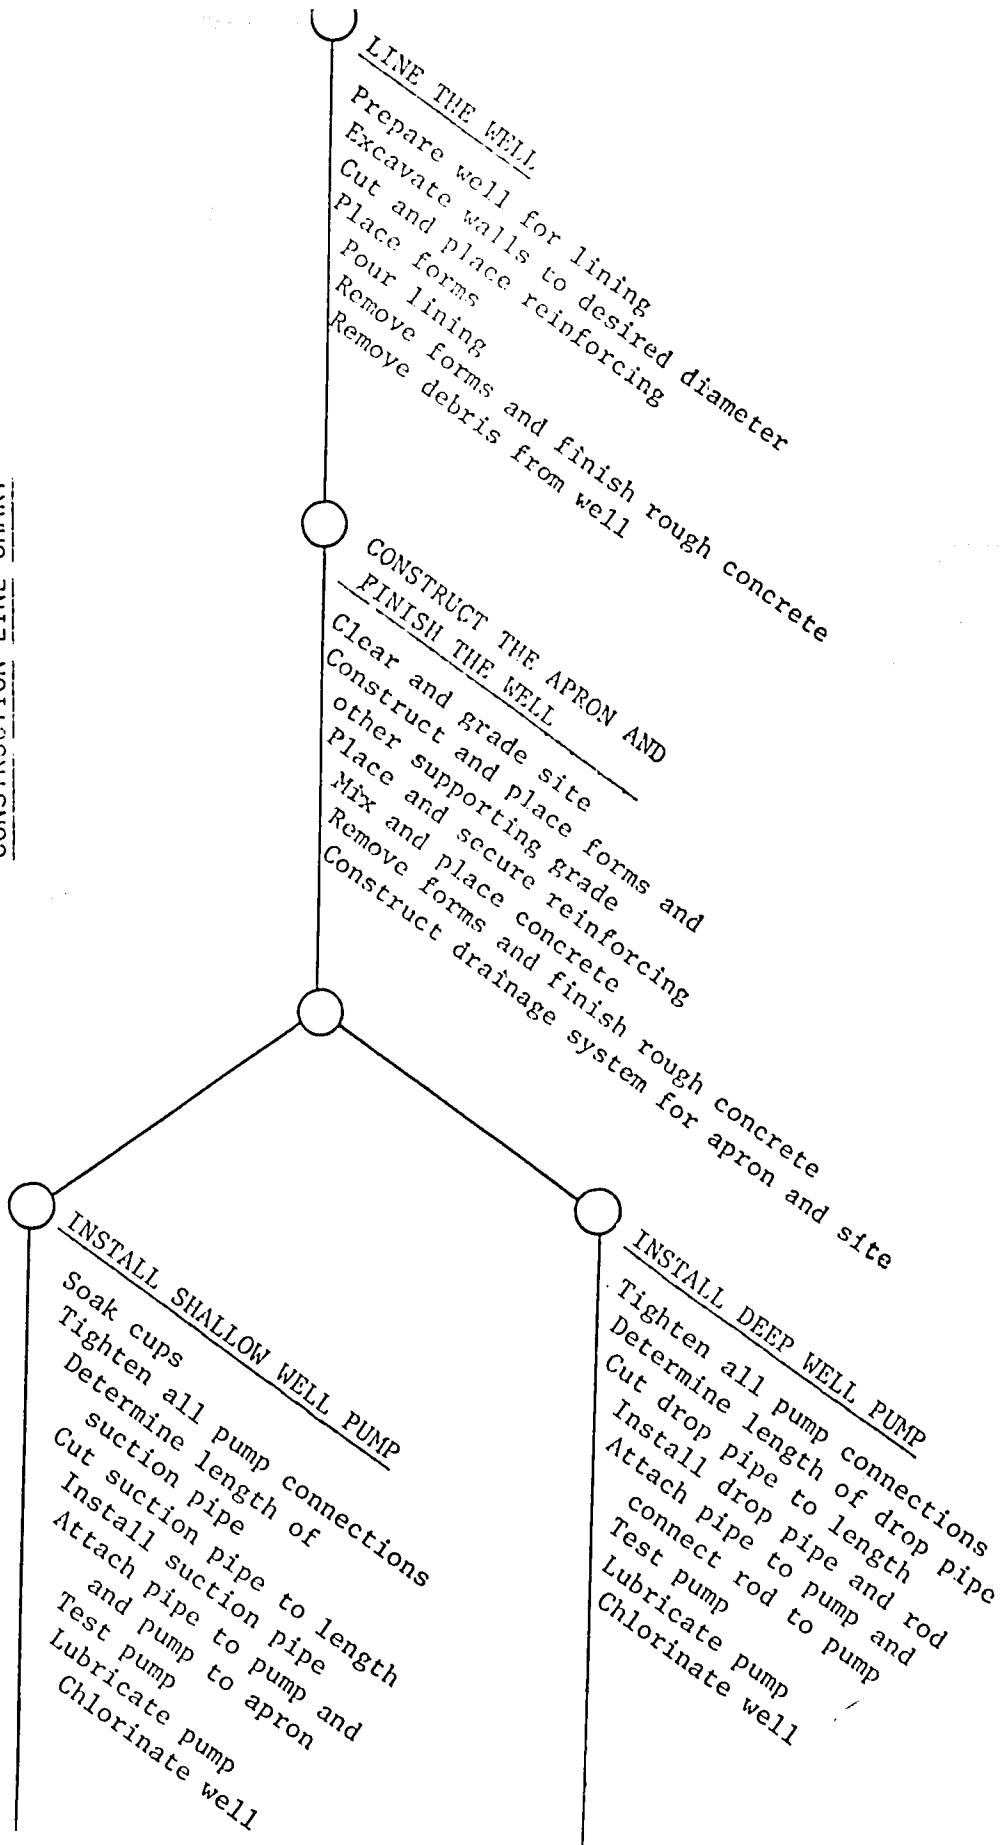 CONSTRUCTION LINE CHART
LINE THE WELL
Prepare well for lining
Excavate walls to desired diameter
Cut and place reinforcing
Place forms
Pour lining
Remove forms and finish rough concrete
Remove debris from well
CONSTRUCT THE APRON AND
FINISH THE WELL
Clear and grade site
Construct and place forms and
other supporting grade
Place and secure reinforcing
Mix and place concrete
Remove forms and finish rough concrete
Construct drainage system for apron and site
INSTALL SHALLOW WELL PUMP
Soak cups
Tighten all pump connections
Determine length of
suction pipe
Cut suction pipe to length
Install suction pipe
Attach pipe to pump and
and pump to apron
Test pump
Lubricate pump
Chlorinate well
INSTALL DEEP WELL PUMP
Tighten all pump connections
Determine length of drop pipe
Cut drop pipe to length
Install drop pipe and rod
Attach pipe to pump and
connect rod to pump
Test pump
Lubricate pump
Chlorinate well